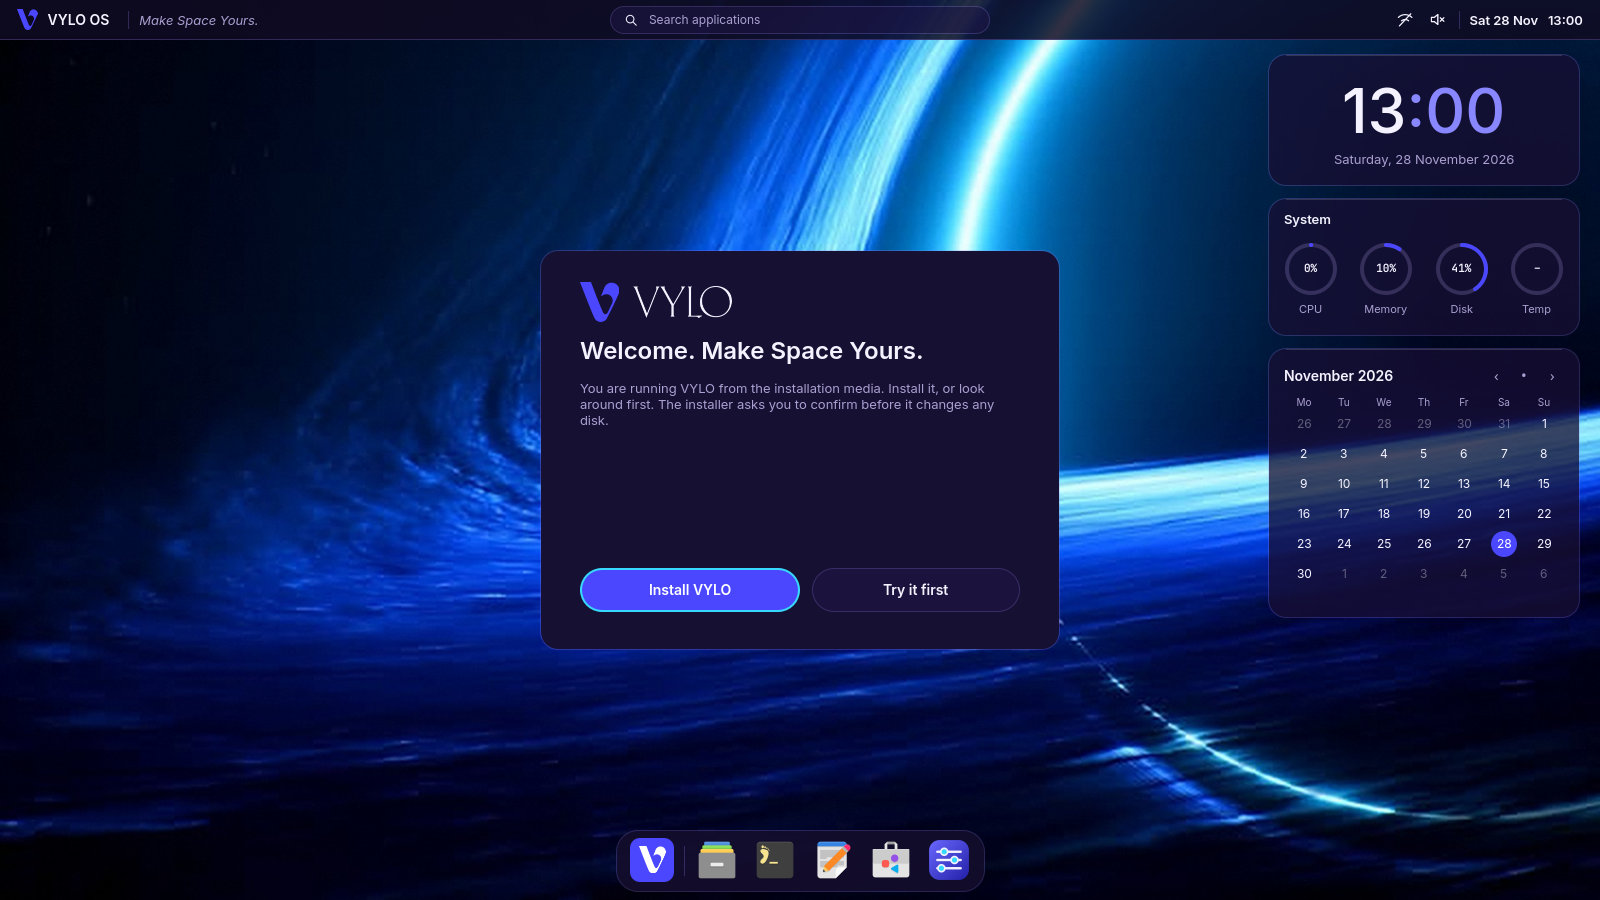 VYLO OS
Make Space Yours.
Search applications
Sat 28 Nov 13:00
13:00
Saturday, 28 November 2026
System
0% 10% 41% -
CPU Memory Disk Temp
VYLO
Welcome. Make Space Yours.
You are running VYLO from the installation media. Install it, or look
around first. The installer asks you to confirm before it changes any
disk.
Install VYLO
Try it first
November 2026 ‹ • ›
Mo Tu We Th Fr Sa Su
26 27 28 29 30 31 1
2 3 4 5 6 7 8
9 10 11 12 13 14 15
16 17 18 19 20 21 22
23 24 25 26 27 28 29
30 1 2 3 4 5 6